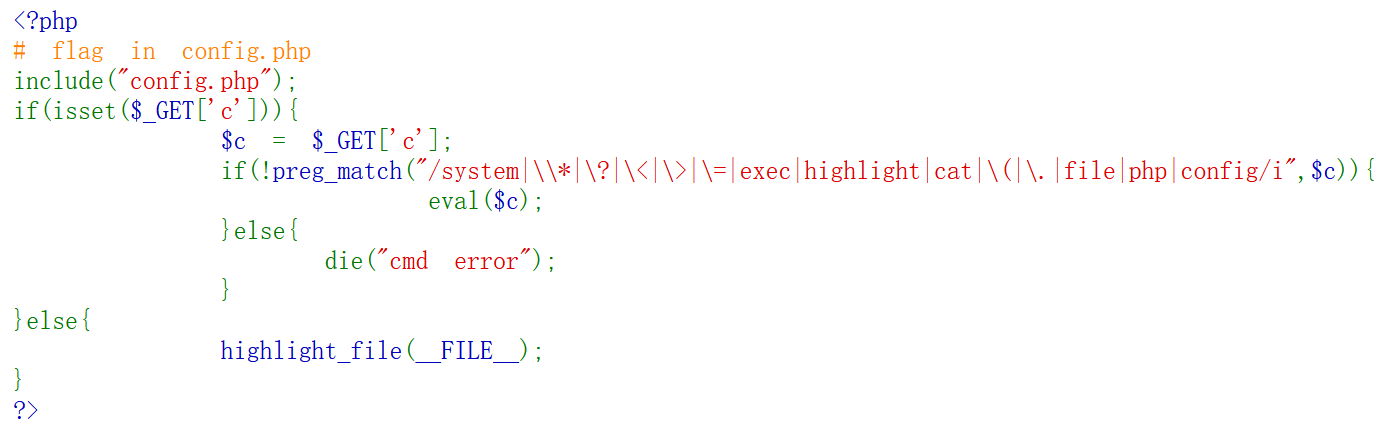 <?php
# flag in config.php
include("config.php");
if(isset($_GET['c'])){
$c = $_GET['c'];
if(!preg_match("/system|\\*|\?|\<|\>|\=|exec|highlight|cat|\(|\.|file|php|config/i",$c)){
eval($c);
}else{
die("cmd error");
}
}else{
highlight_file(__FILE__);
}
?>